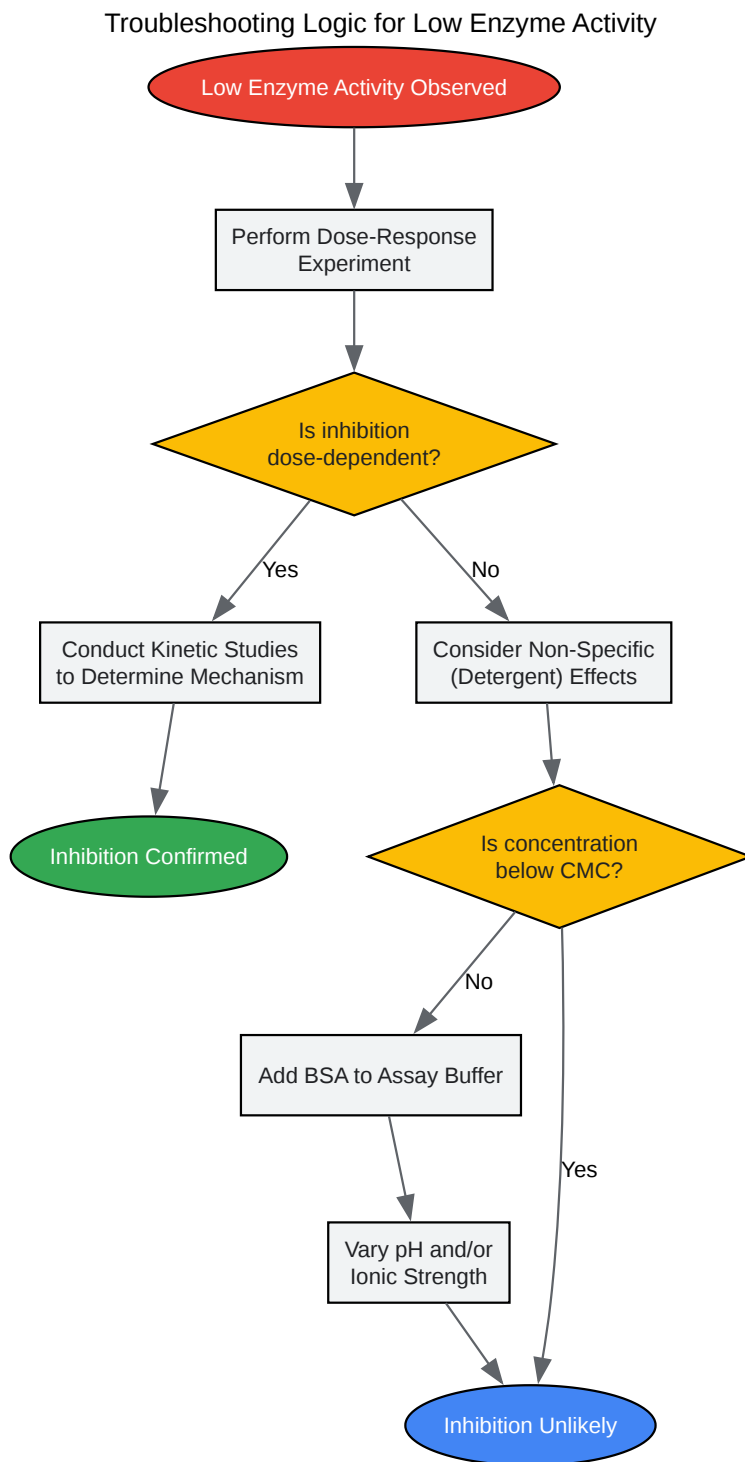 Troubleshooting Logic for Low Enzyme Activity
Low Enzyme Activity Observed
Perform Dose-Response
Experiment
Is inhibition
dose-dependent?
Yes
No
Conduct Kinetic Studies
to Determine Mechanism
Consider Non-Specific
(Detergent) Effects
Inhibition Confirmed
Is concentration
below CMC?
No
Add BSA to Assay Buffer
Yes
Vary pH and/or
Ionic Strength
Inhibition Unlikely